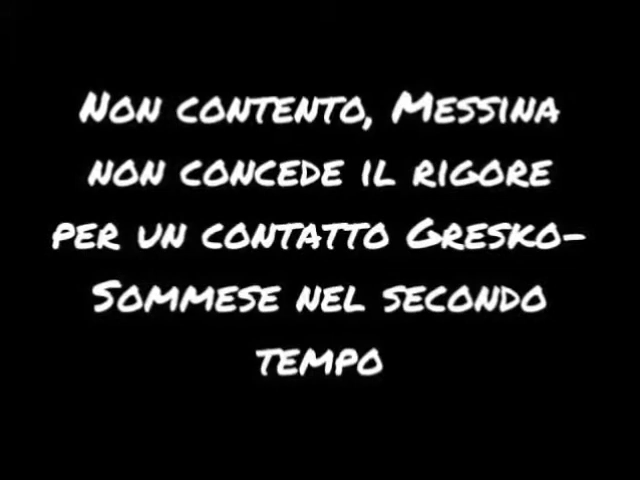 Non contento, Messina
non concede il rigore
per un contatto Gresko-
Sommese nel secondo
tempo